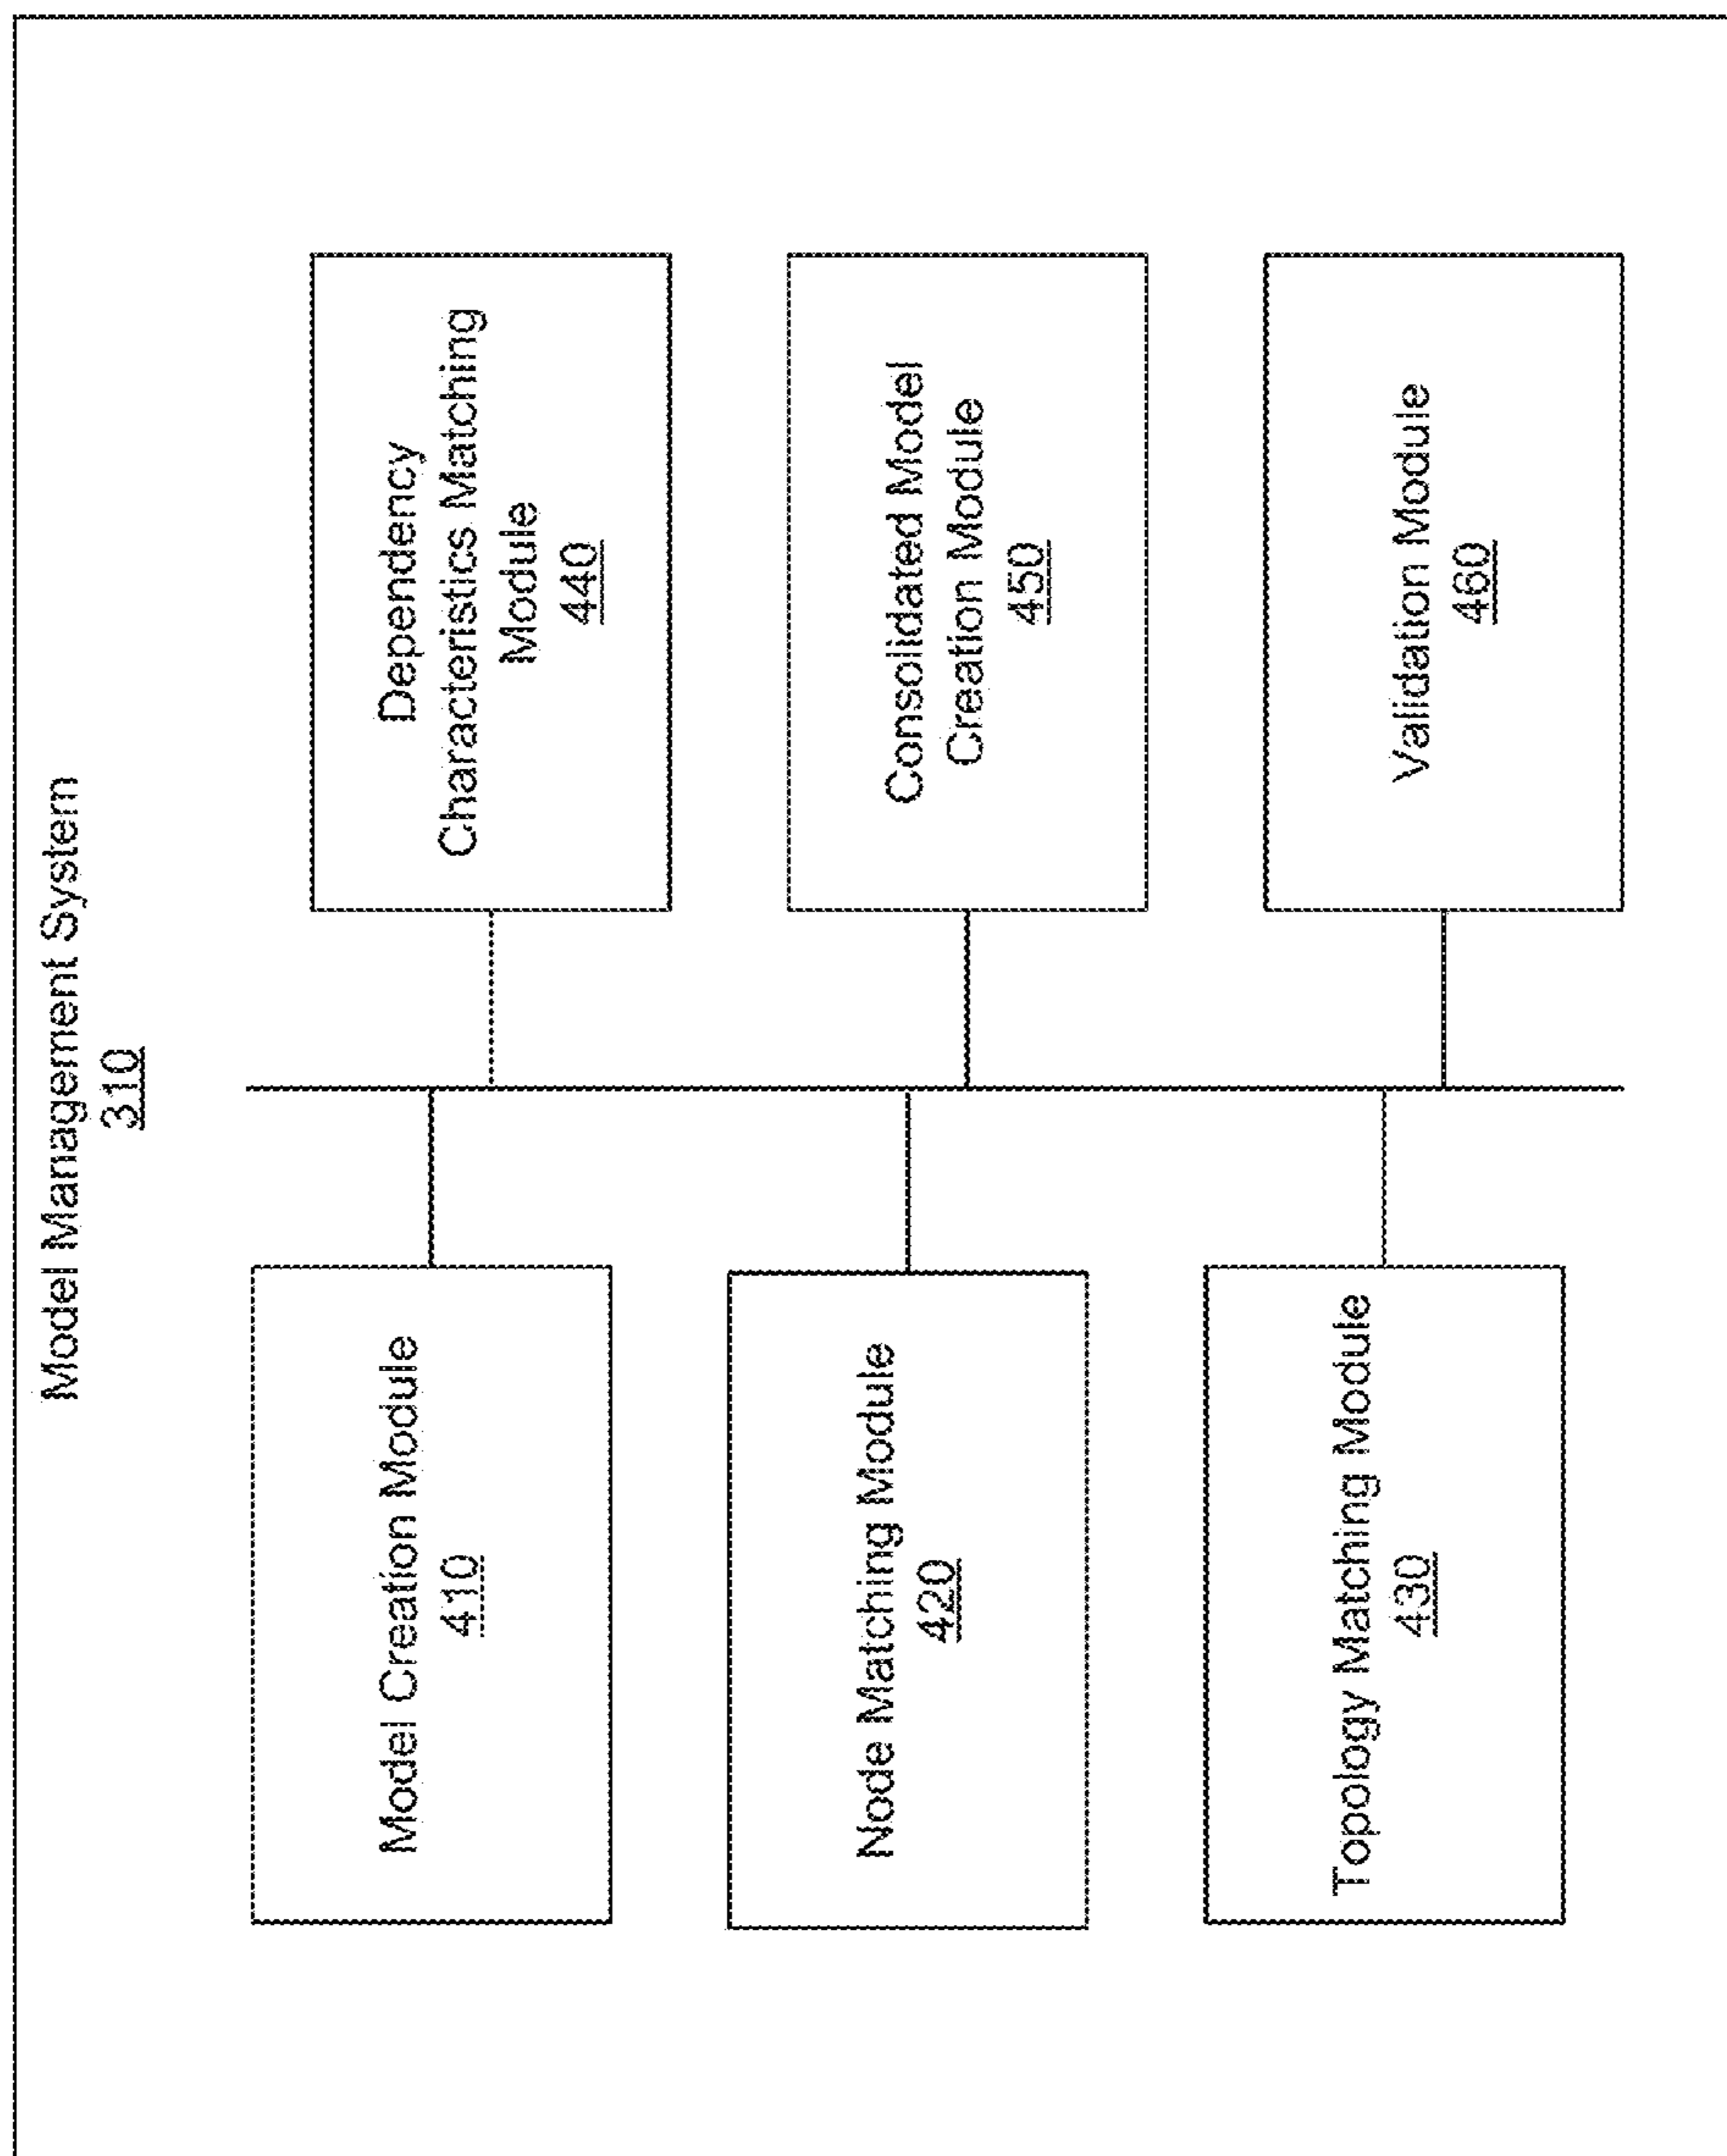 Model Management System
310
Model Creation Module
410
Node Matching Module
420
Topology Matching Module
430
Dependency
Characteristics Matching
Module
440
Consolidated Model
Creation Module
450
Validation Module
460